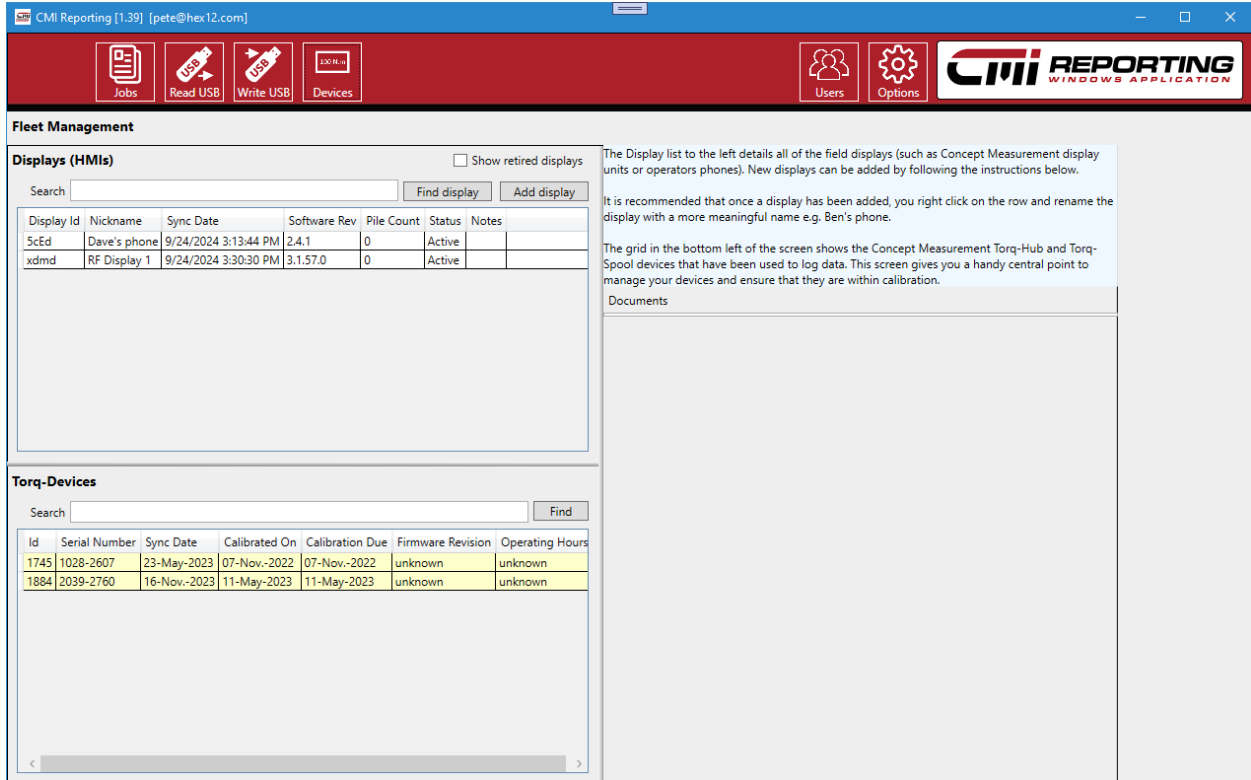 CMI Reporting [1.39] [pete@hex12.com]
Jobs
USB
Read USB
USB
Write USB
100 N.m
Devices
Users
Options
CMI REPORTING
WINDOWS APPLICATION
Fleet Management
Displays (HMIs)
Show retired displays
Search
Find display
Add display
Display Id Nickname Sync Date Software Rev Pile Count Status Notes
5cEd Dave's phone 9/24/2024 3:13:44 PM 2.4.1 0 Active
xdmd RF Display 1 9/24/2024 3:30:30 PM 3.1.57.0 0 Active
Torq-Devices
Search
Find
Id Serial Number Sync Date Calibrated On Calibration Due Firmware Revision Operating Hours
1745 1028-2607 23-May-2023 07-Nov.-2022 07-Nov.-2022 unknown unknown
1884 2039-2760 16-Nov.-2023 11-May-2023 11-May-2023 unknown unknown
The Display list to the left details all of the field displays (such as Concept Measurement display
units or operators phones). New displays can be added by following the instructions below.
It is recommended that once a display has been added, you right click on the row and rename the
display with a more meaningful name e.g. Ben's phone.
The grid in the bottom left of the screen shows the Concept Measurement Torq-Hub and Torq-
Spool devices that have been used to log data. This screen gives you a handy central point to
manage your devices and ensure that they are within calibration.
Documents